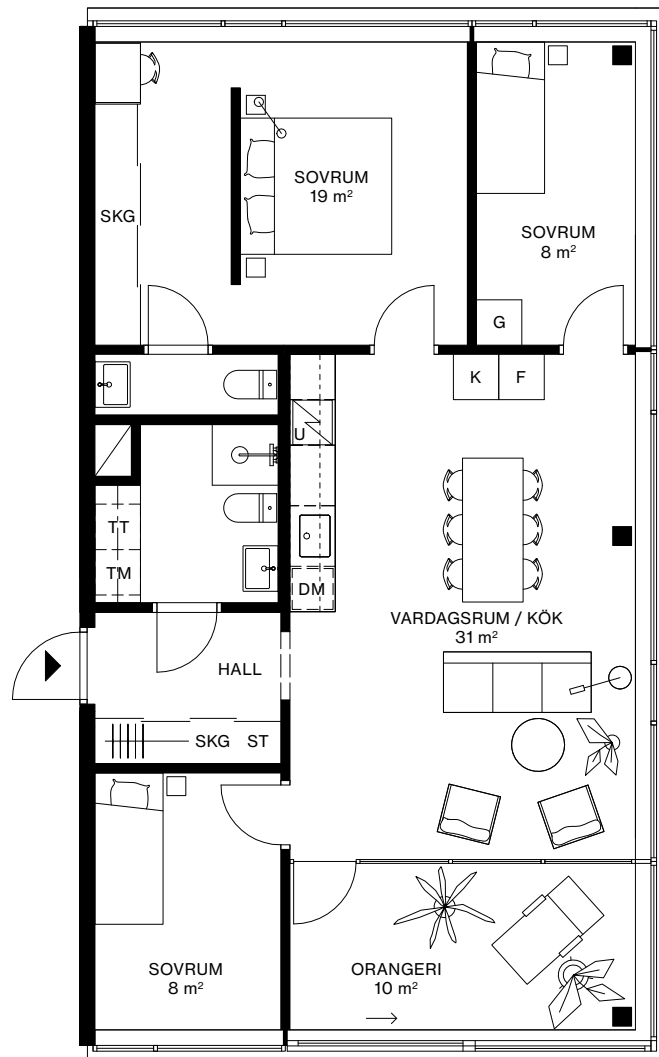 SOVRUM
19 m²
SKG
SOVRUM
8 m²
G
K
F
U
TT
TM
DM
VARDAGSRUM / KÖK
31 m²
HALL
SKG
ST
SOVRUM
8 m²
ORANGERI
10 m²